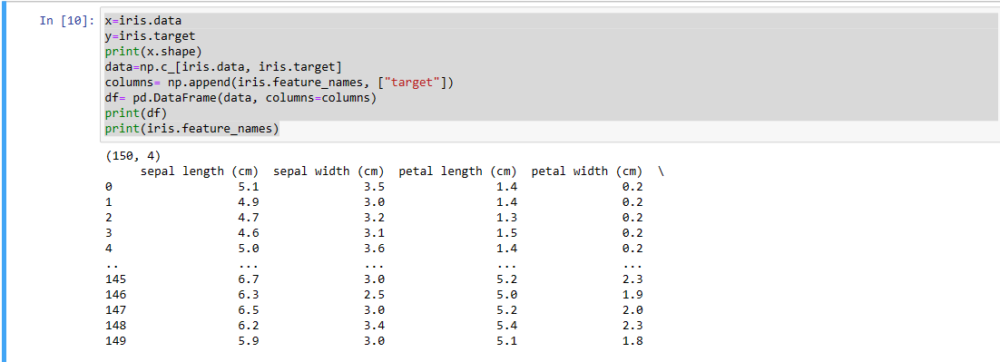 In [10]: x=iris.data
y=iris.target
print(x.shape)
data=np.c_[iris.data, iris.target]
columns= np.append(iris.feature_names, ["target"])
df= pd.DataFrame(data, columns=columns)
print(df)
print(iris.feature_names)
(150, 4)
     sepal length (cm)  sepal width (cm)  petal length (cm)  petal width (cm)  \
0                  5.1               3.5                1.4               0.2
1                  4.9               3.0                1.4               0.2
2                  4.7               3.2                1.3               0.2
3                  4.6               3.1                1.5               0.2
4                  5.0               3.6                1.4               0.2
..                 ...               ...                ...               ...
145                6.7               3.0                5.2               2.3
146                6.3               2.5                5.0               1.9
147                6.5               3.0                5.2               2.0
148                6.2               3.4                5.4               2.3
149                5.9               3.0                5.1               1.8